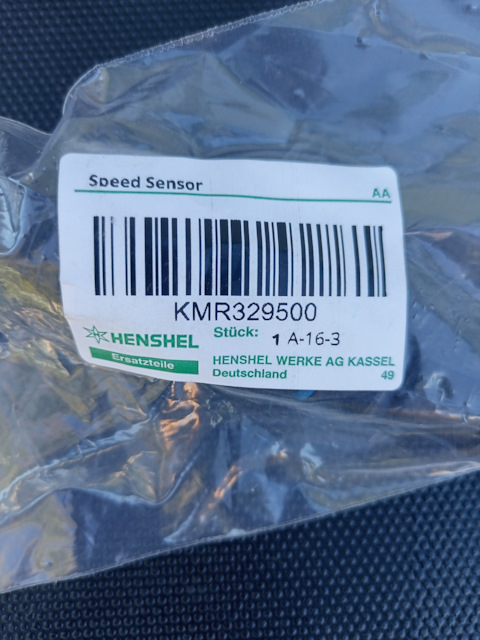 Speed Sensor
AA
KMR329500
HENSHEL
Stück: 1 A-16-3
Ersatzteile
HENSHEL WERKE AG KASSEL
Deutschland 49